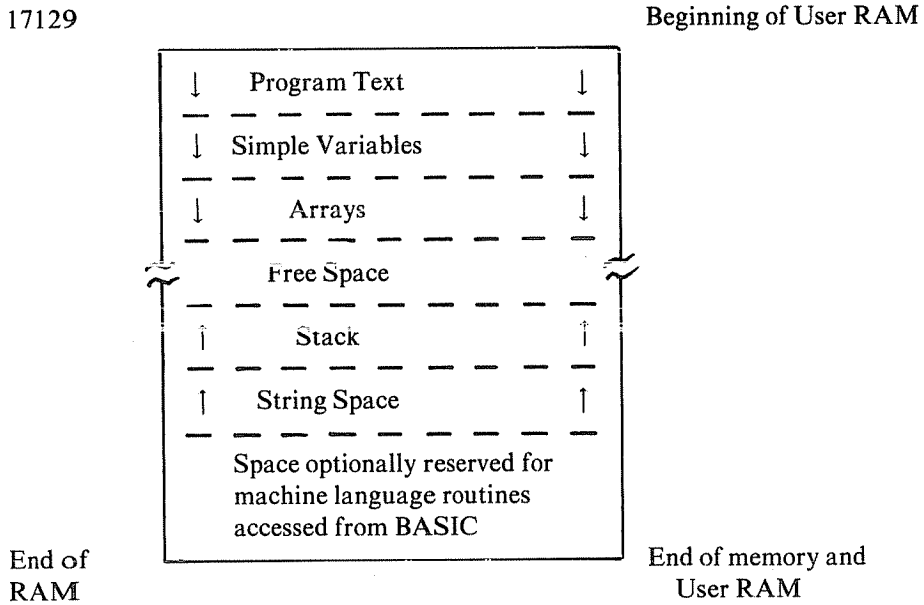 17129
Beginning of User RAM
↓ Program Text ↓
↓ Simple Variables ↓
↓ Arrays ↓
Free Space
↑ Stack ↑
↑ String Space ↑
Space optionally reserved for
machine language routines
accessed from BASIC
End of
RAM
End of memory and
User RAM